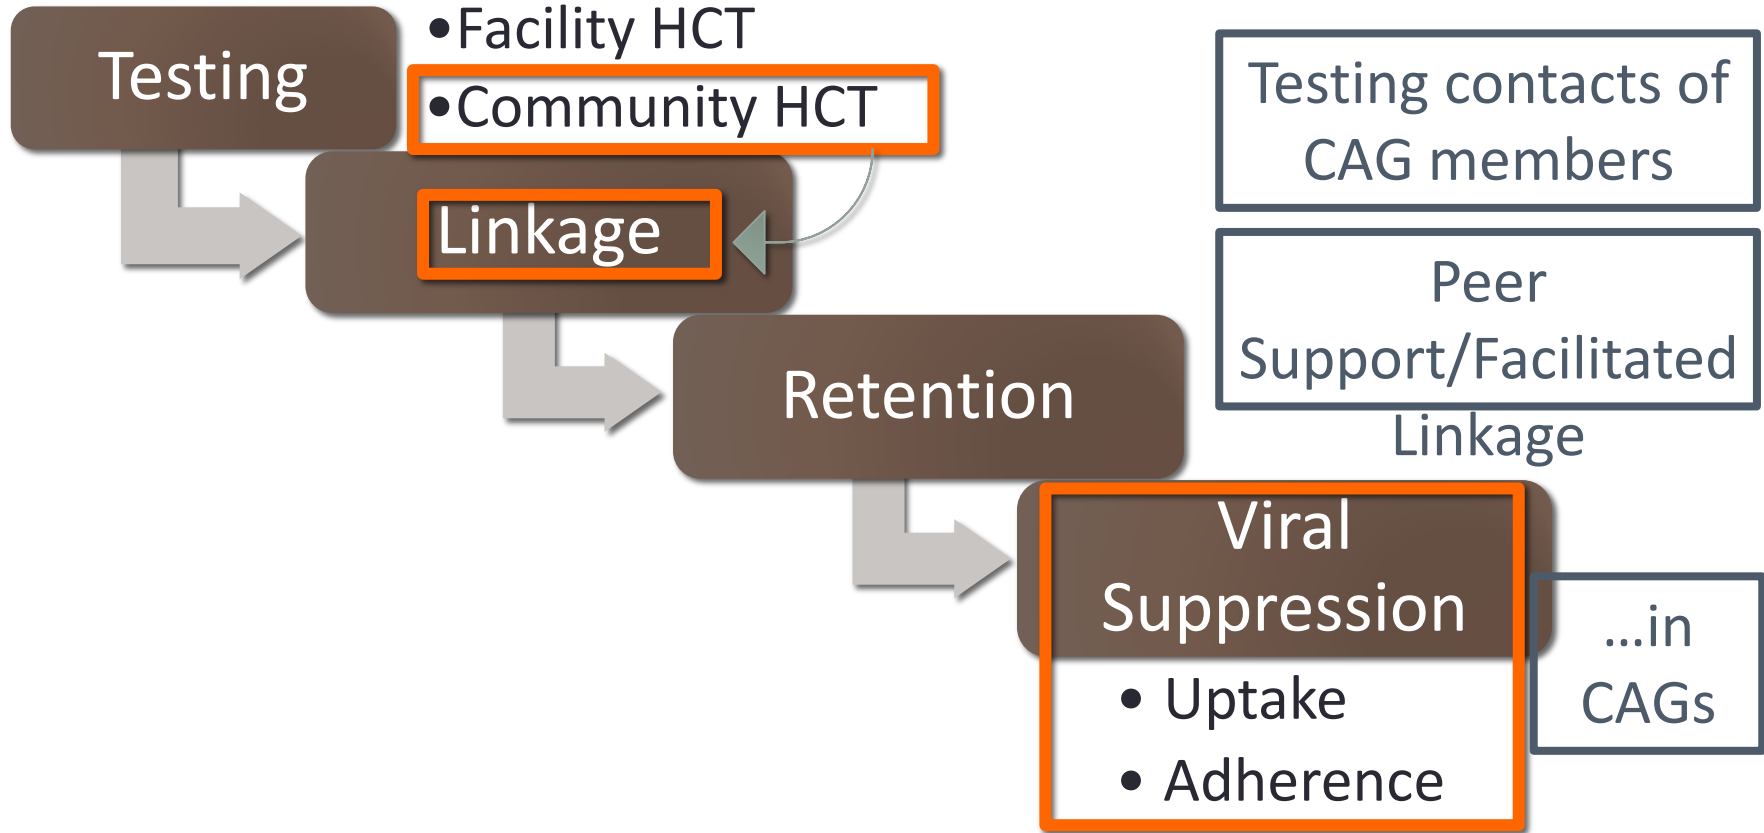 Testing
•Facility HCT
•Community HCT
Linkage
Retention
Viral
Suppression
• Uptake
• Adherence
Testing contacts of
CAG members
Peer
Support/Facilitated
Linkage
...in
CAGs